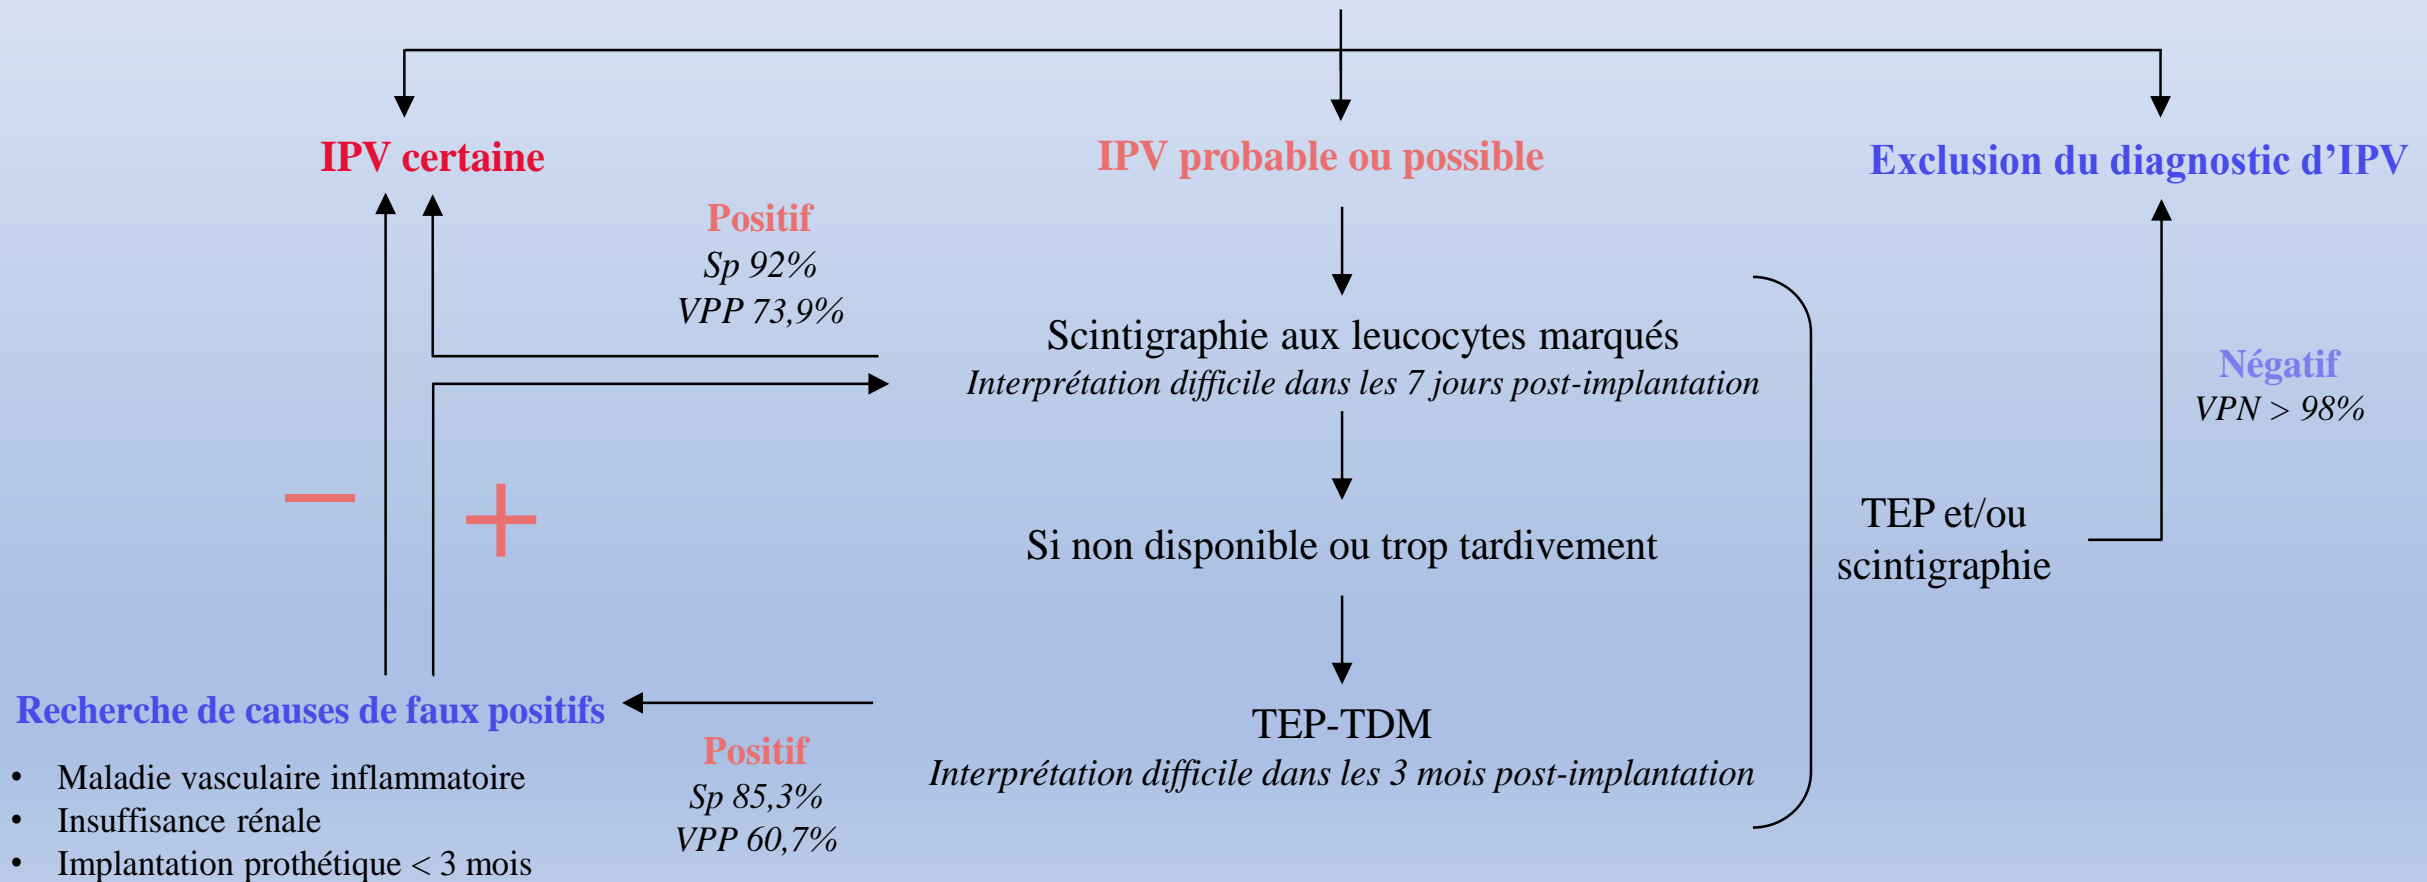 IPV certaine
IPV probable ou possible
Exclusion du diagnostic d’IPV
Positif
Sp 92%
VPP 73,9%
Scintigraphie aux leucocytes marqués
Interprétation difficile dans les 7 jours post-implantation
Négatif
VPN > 98%
–
+
Si non disponible ou trop tardivement
TEP et/ou
scintigraphie
Recherche de causes de faux positifs
• Maladie vasculaire inflammatoire
• Insuffisance rénale
• Implantation prothétique < 3 mois
Positif
Sp 85,3%
VPP 60,7%
TEP-TDM
Interprétation difficile dans les 3 mois post-implantation